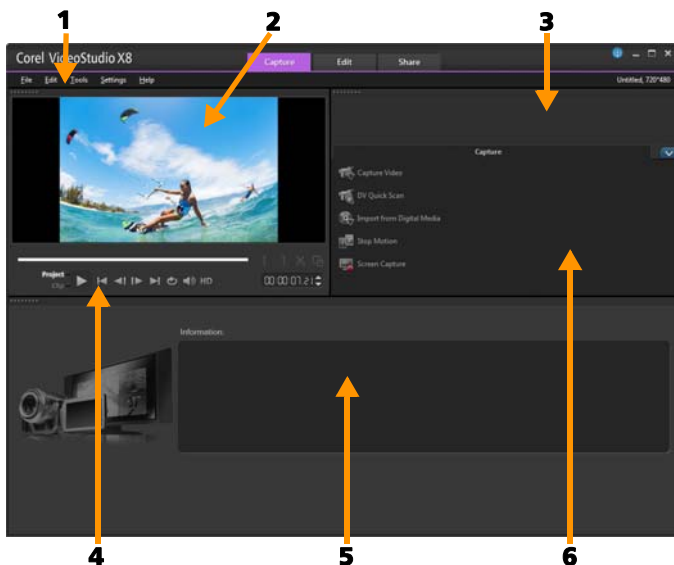 1 2 3
Corel VideoStudio X8 Capture Edit Share
File Edit Tools Settings Help Untitled, 720*480
Capture
Capture Video
DV Quick Scan
Import from Digital Media
Stop Motion
Screen Capture
Project HD 00:00:07.21
Clip
Information:
4 5 6